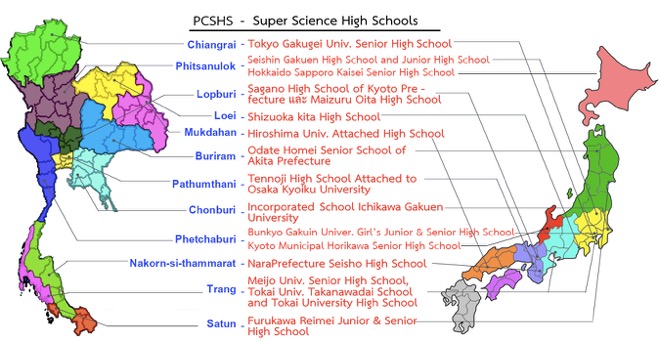 PCSHS - Super Science High Schools
Chiangrai - Tokyo Gakugei Univ. Senior High School
Phitsanulok - Seishin Gakuen High School and Junior High School
Hokkaido Sapporo Kaisei Senior High School
Lopburi - Sagano High School of Kyoto Pre -
fecture และ Maizuru Oita High School
Loei - Shizuoka kita High School
Mukdahan - Hiroshima Univ. Attached High School
Buriram - Odate Homei Senior School of
Akita Prefecture
Pathumthani - Tennoji High School Attached to
Osaka Kyoiku University
Chonburi - Incorporated School Ichikawa Gakuen
University
Phetchaburi - Bunkyo Gakuin Univer. Girl's Junior & Senior High School
Kyoto Municipal Horikawa Senior High School
Nakorn-si-thammarat - NaraPrefecture Seisho High School
Trang - Meijo Univ. Senior High School,
Tokai Univ. Takanawadai School
and Tokai University High School
Satun - Furukawa Reimei Junior & Senior
High School